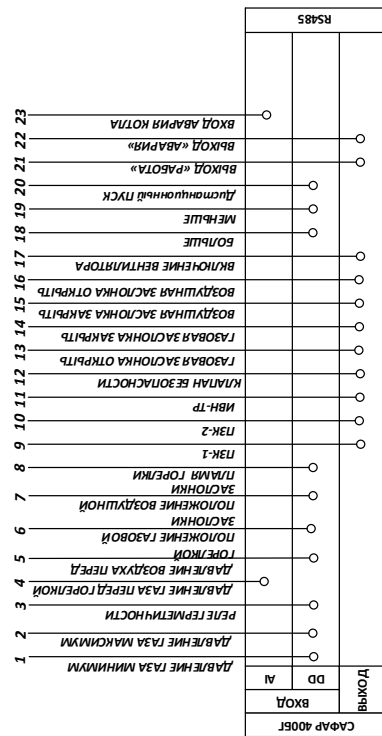 САФАР 400БГ
ВХОД
ВЫХОД
DD
AI
ДАВЛЕНИЕ ГАЗА МИНИМУМ
1
ДАВЛЕНИЕ ГАЗА МАКСИМУМ
2
РЕЛЕ ГЕРМЕТИЧНОСТИ
3
ДАВЛЕНИЕ ГАЗА ПЕРЕД ГОРЕЛКОЙ
4
ДАВЛЕНИЕ ВОЗДУХА ПЕРЕД
ГОРЕЛКОЙ
5
ПОЛОЖЕНИЕ ГАЗОВОЙ
ЗАСЛОНКИ
6
ПОЛОЖЕНИЕ ВОЗДУШНОЙ
ЗАСЛОНКИ
7
ПЛАМЯ ГОРЕЛКИ
8
ПЗК-1
9
ПЗК-2
10
ИВН-ТР
11
КЛАПАН БЕЗОПАСНОСТИ
12
ГАЗОВАЯ ЗАСЛОНКА ОТКРЫТЬ
13
ГАЗОВАЯ ЗАСЛОНКА ЗАКРЫТЬ
14
ВОЗДУШНАЯ ЗАСЛОНКА ЗАКРЫТЬ
15
ВОЗДУШНАЯ ЗАСЛОНКА ОТКРЫТЬ
16
ВКЛЮЧЕНИЕ ВЕНТИЛЯТОРА
17
БОЛЬШЕ
18
МЕНЬШЕ
19
Дистанционный ПУСК
20
ВЫХОД «РАБОТА»
21
ВЫХОД «АВАРИЯ»
22
ВХОД АВАРИЯ КОТЛА
23
RS485